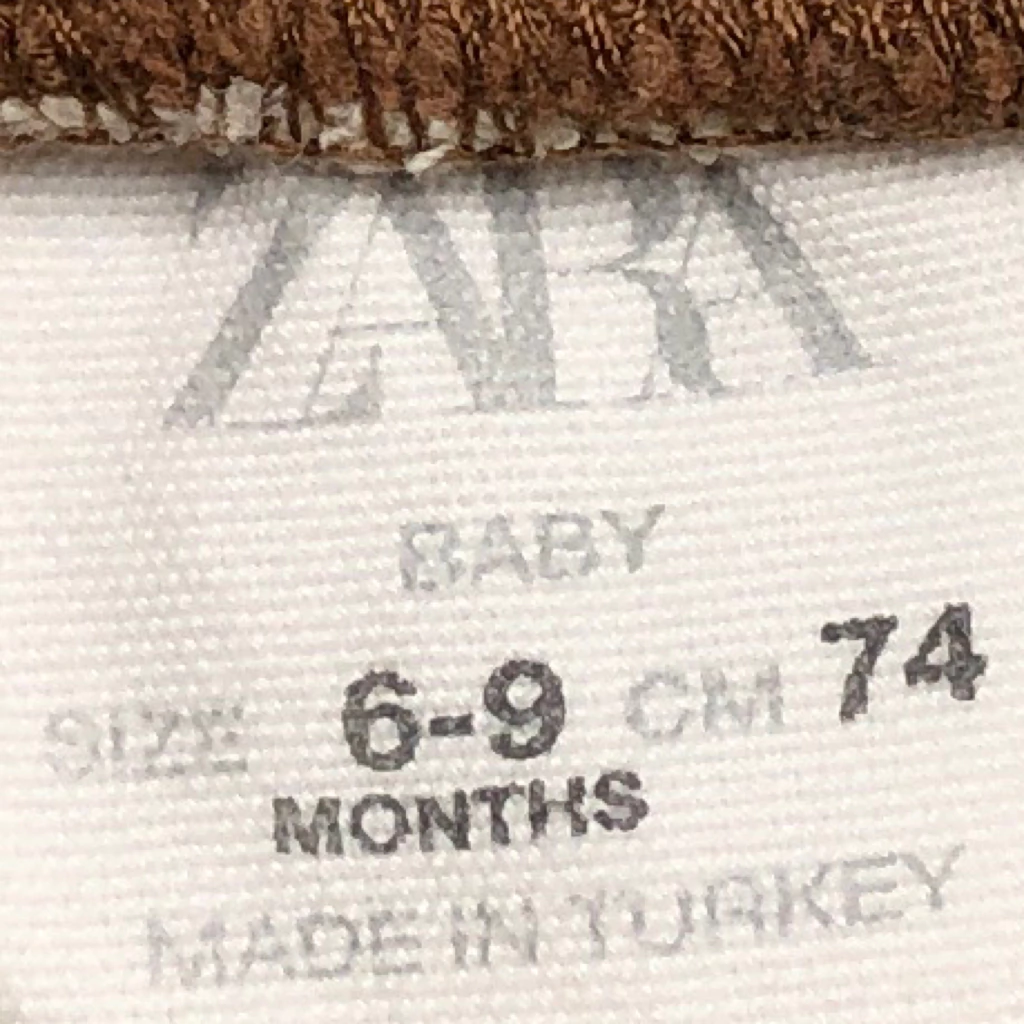 ZARA
BABY
SIZE 6-9 CM 74
MONTHS
MADE IN TURKEY